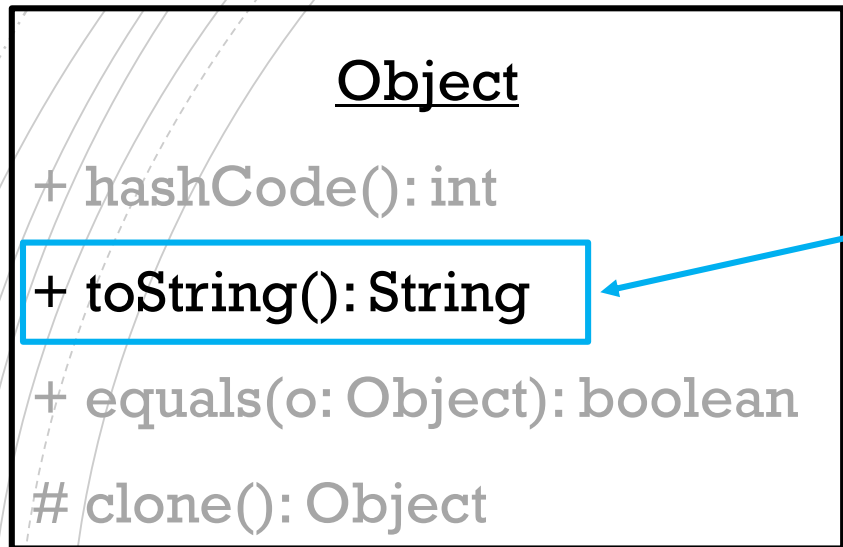 Object
+ hashCode(): int
+ toString(): String
+ equals(o: Object): boolean
# clone(): Object